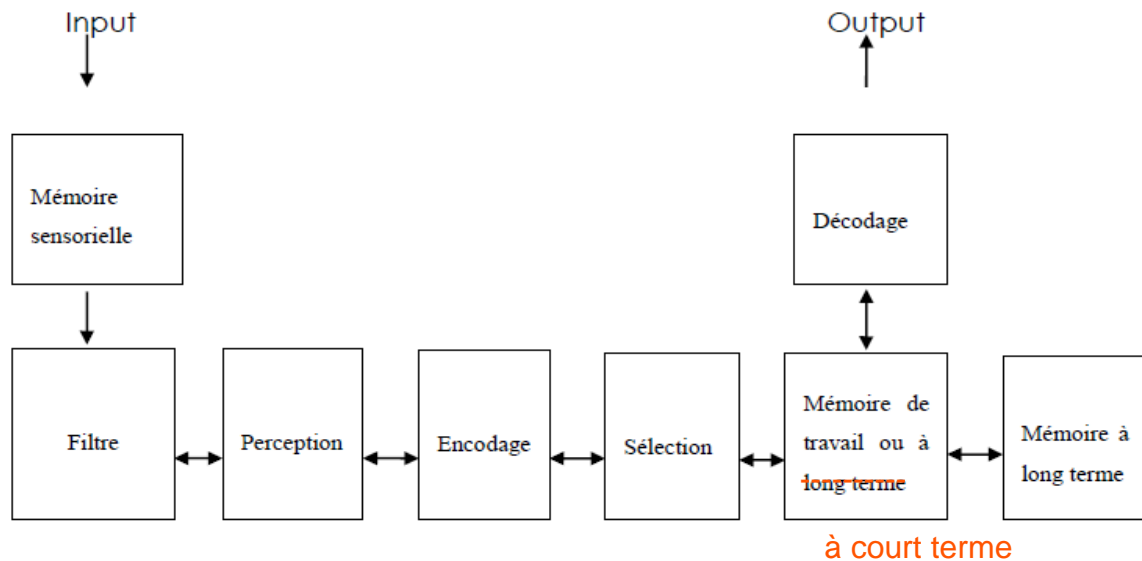 Input
Output
Mémoire
sensorielle
Décodage
Filtre
Perception
Encodage
Sélection
Mémoire de
travail ou à
long terme
Mémoire à
long terme
à court terme